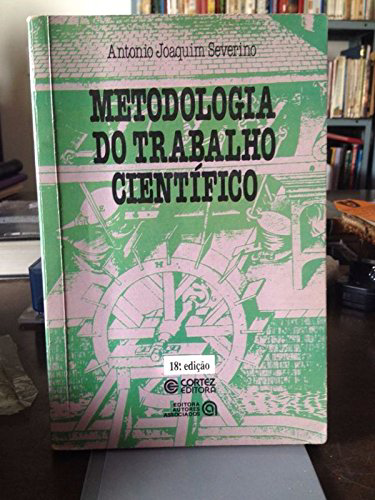 Antonio Joaquim Severino
METODOLOGIA
DO TRABALHO
CIENTÍFICO
18ª edição
CORTEZ
EDITORA
EDITORA
AUTORES
ASSOCIADOS